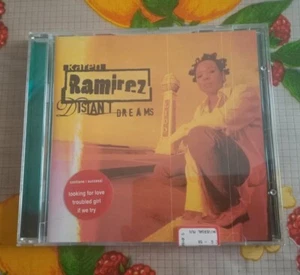 Karen
Ramirez
DISTANT DREAMS
looking for love
troubled girl
if we try